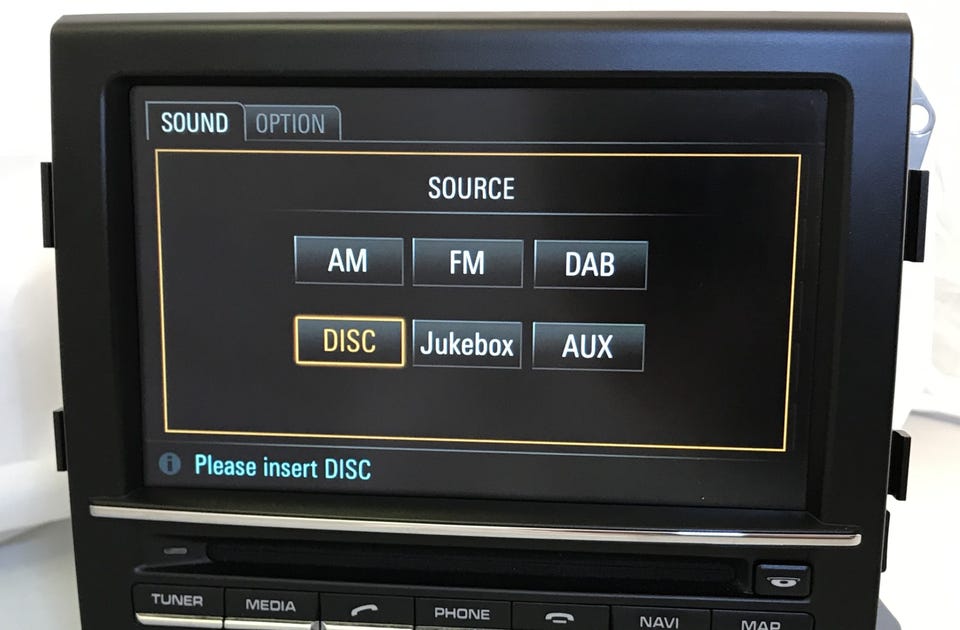 SOUND OPTION
SOURCE
AM FM DAB
DISC Jukebox AUX
Please insert DISC
TUNER MEDIA PHONE NAVI MAP